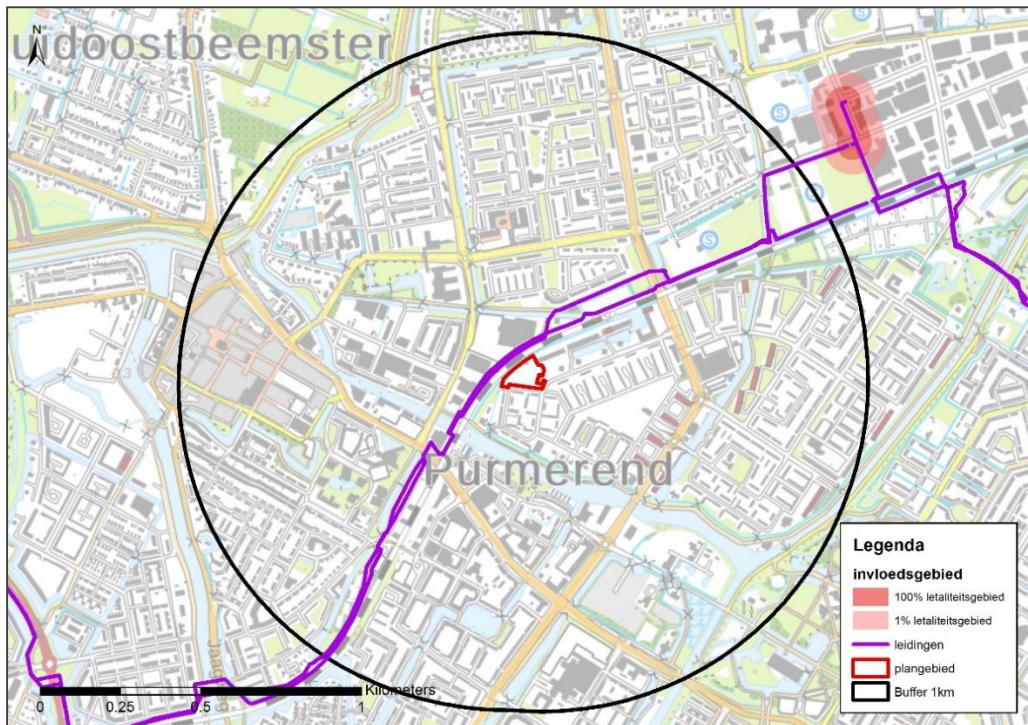 N
uidoostbeemster
-3.2
S
S
S
S
Purmerend
Legenda
invloedsgebied
100% letaliteitsgebied
1% letaliteitsgebied
leidingen
plangebied
Buffer 1km
Kilometers
0 0.25 0.5 1